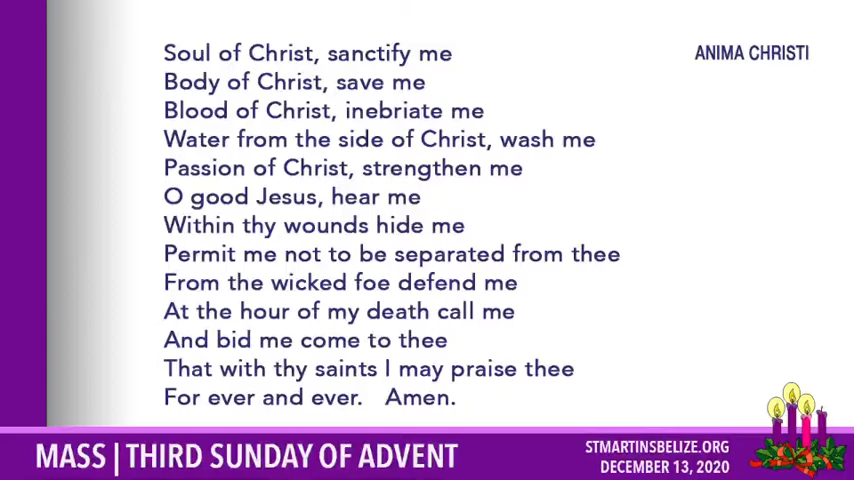 Soul of Christ, sanctify me
ANIMA CHRISTI
Body of Christ, save me
Blood of Christ, inebriate me
Water from the side of Christ, wash me
Passion of Christ, strengthen me
O good Jesus, hear me
Within thy wounds hide me
Permit me not to be separated from thee
From the wicked foe defend me
At the hour of my death call me
And bid me come to thee
That with thy saints I may praise thee
For ever and ever. Amen.
MASS | THIRD SUNDAY OF ADVENT
STMARTINSBELIZE.ORG
DECEMBER 13, 2020